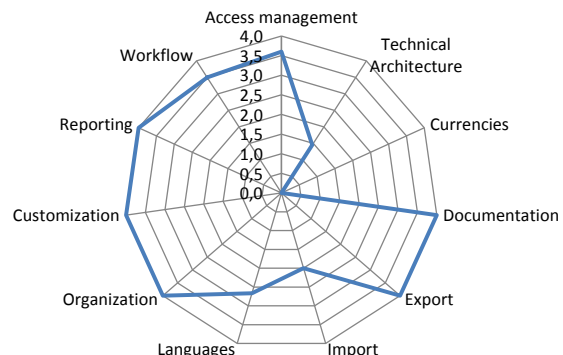 Access management
Technical
Architecture
Currencies
Documentation
Export
Import
Languages
Organization
Customization
Reporting
Workflow
4,0
3,5
3,0
2,5
2,0
1,5
1,0
0,5
0,0